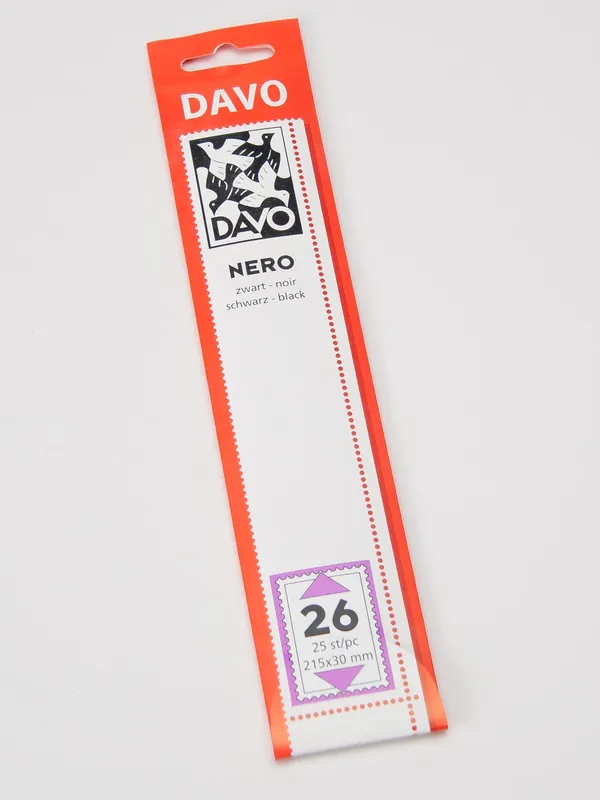 DAVO
DAVO
NERO
zwart - noir
schwarz - black
26
25 st/pc
215x30 mm